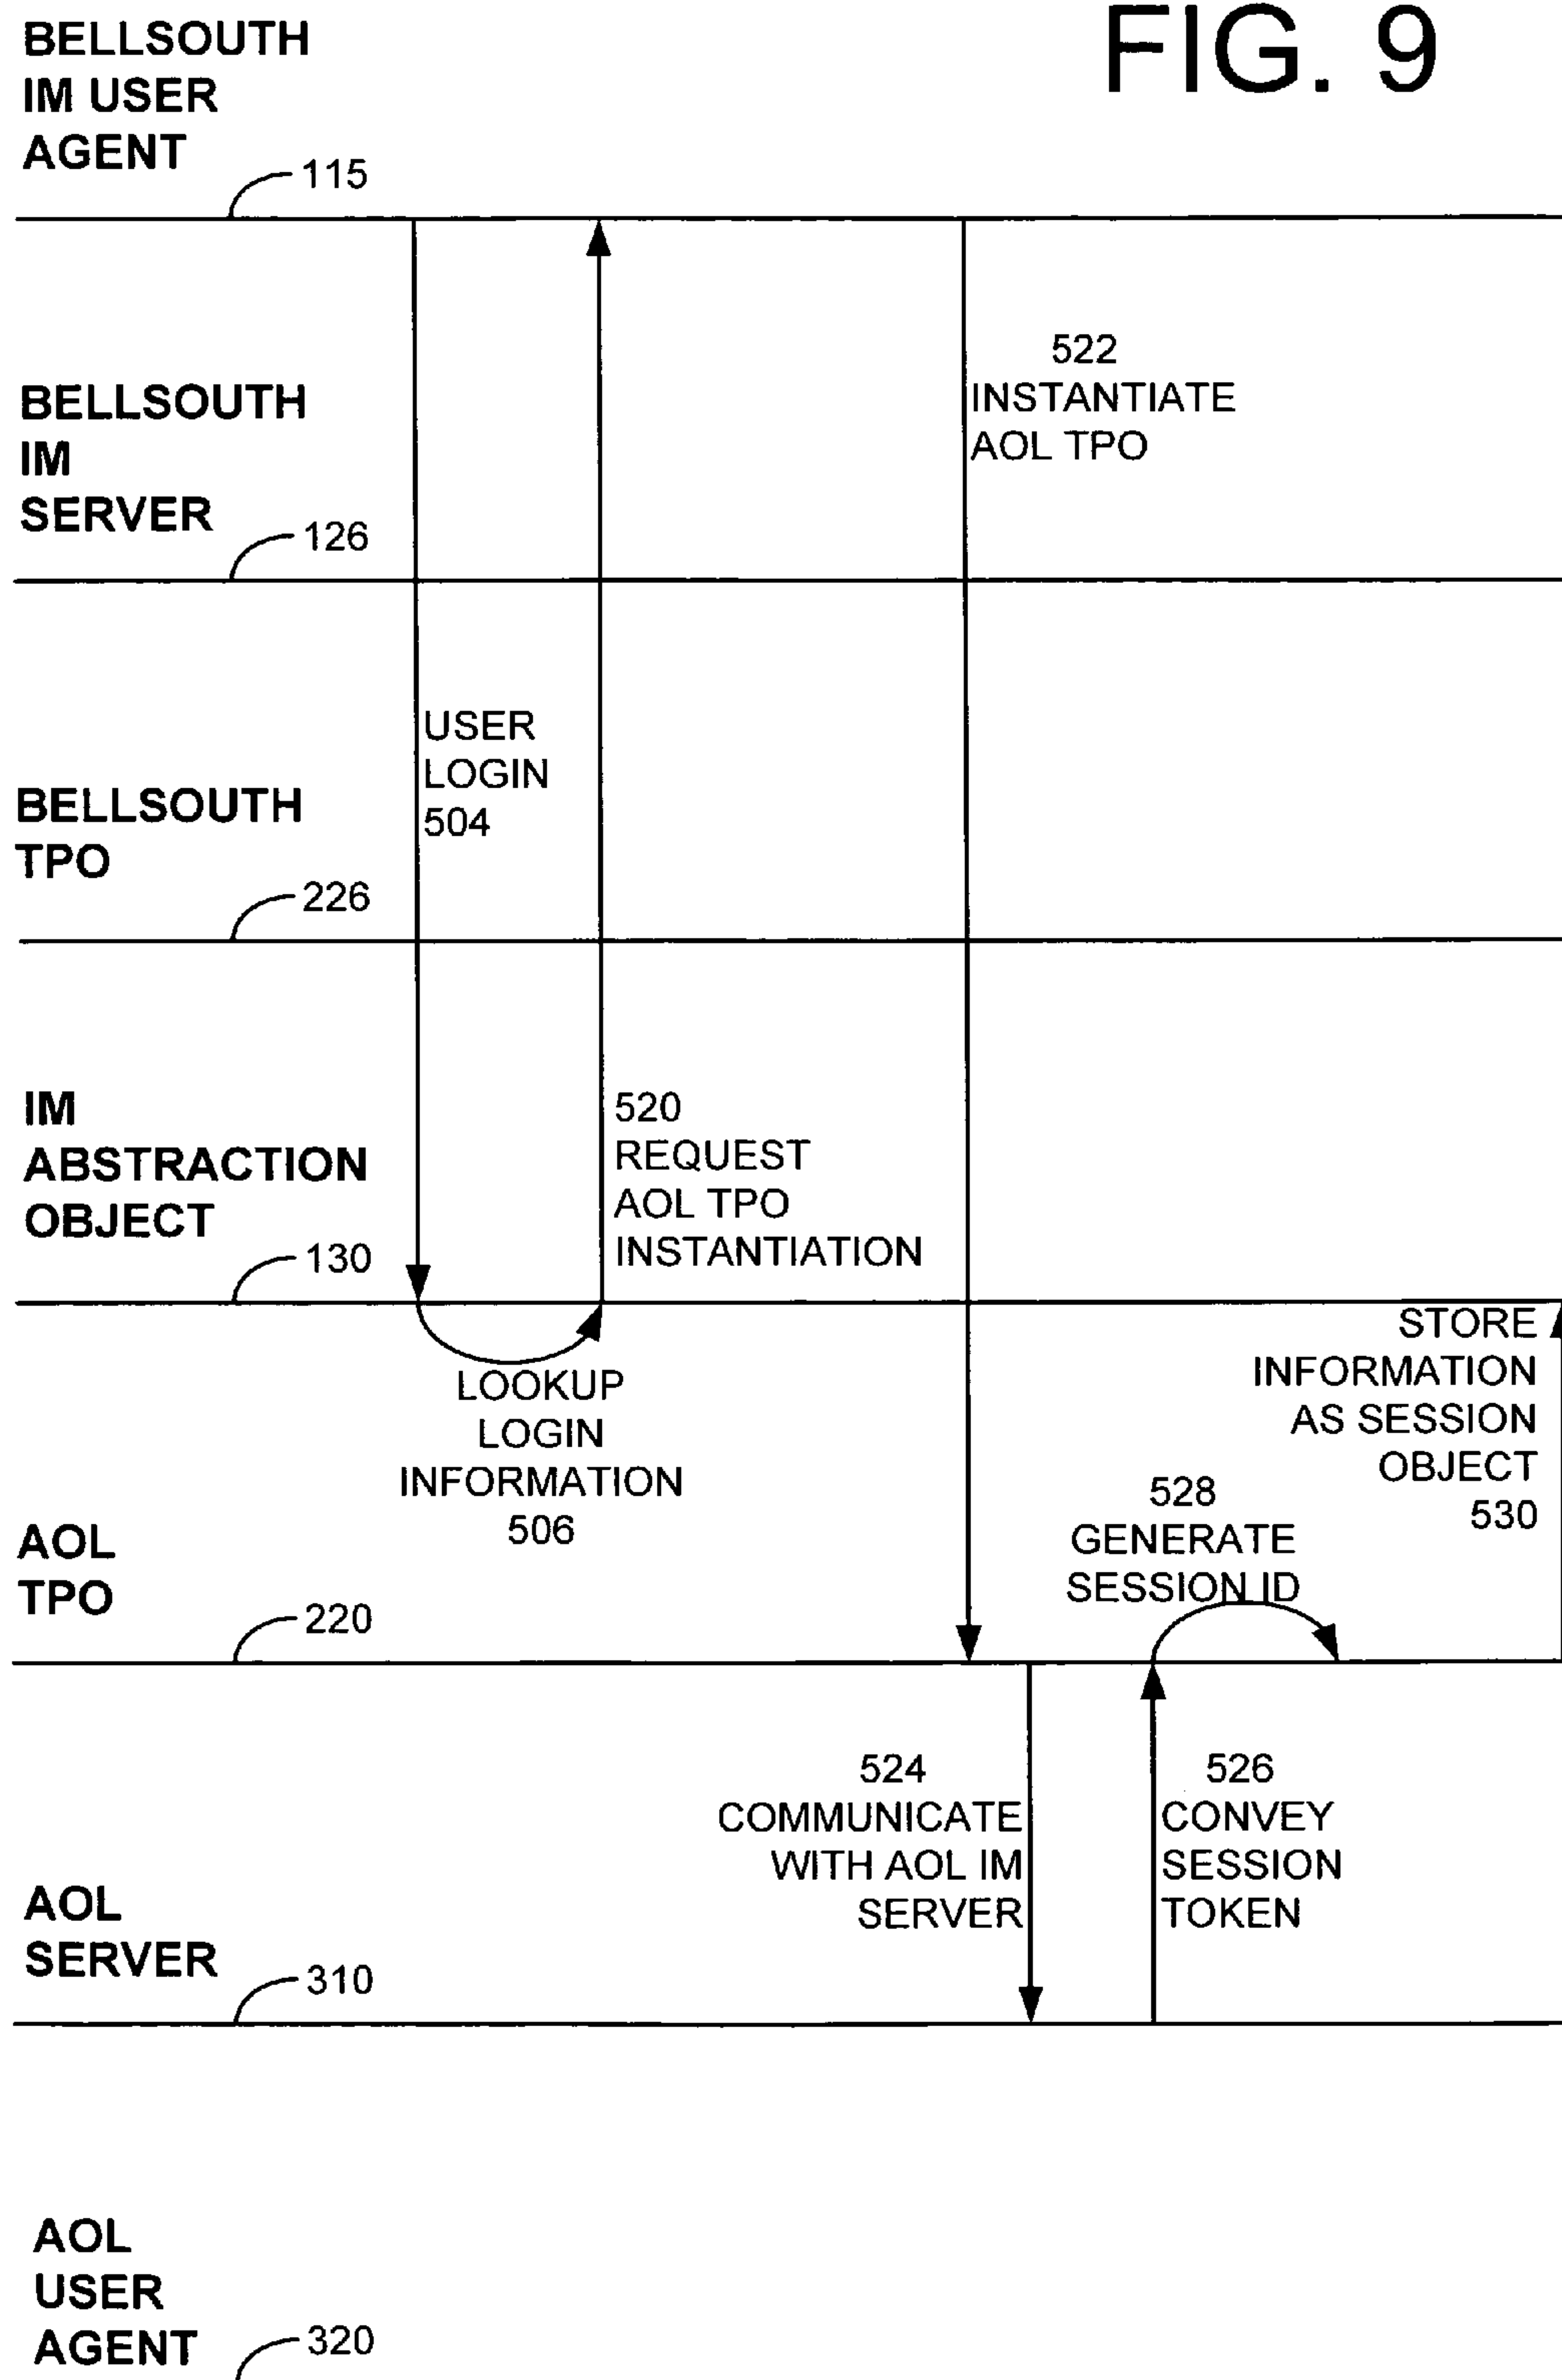 FIG. 9
BELLSOUTH
IM USER
AGENT
115
522
INSTANTIATE
AOL TPO
BELLSOUTH
IM
SERVER
126
USER
LOGIN
504
BELLSOUTH
TPO
226
IM
ABSTRACTION
OBJECT
130
520
REQUEST
AOL TPO
INSTANTIATION
LOOKUP
LOGIN
INFORMATION
506
STORE
INFORMATION
AS SESSION
OBJECT
530
528
GENERATE
SESSION ID
AOL
TPO
220
524
COMMUNICATE
WITH AOL IM
SERVER
526
CONVEY
SESSION
TOKEN
AOL
SERVER
310
AOL
USER
AGENT
320